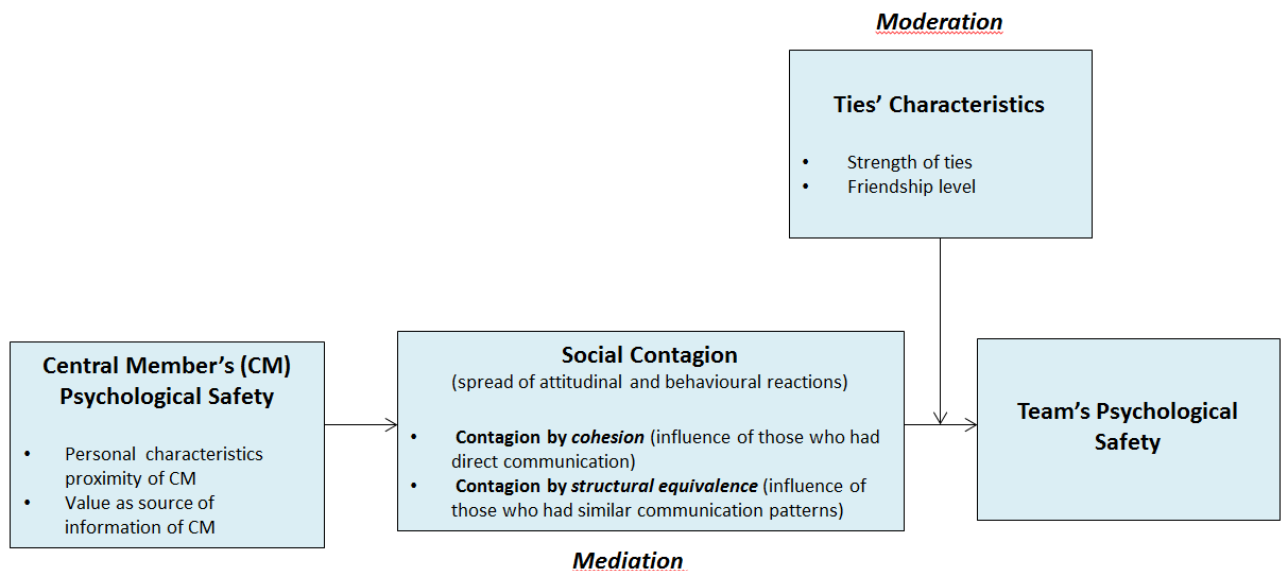 Moderation
Ties’ Characteristics
• Strength of ties
• Friendship level
Central Member’s (CM)
Psychological Safety
• Personal characteristics
proximity of CM
• Value as source of
information of CM
Social Contagion
(spread of attitudinal and behavioural reactions)
• Contagion by cohesion (influence of those who had
direct communication)
• Contagion by structural equivalence (influence of
those who had similar communication patterns)
Mediation
Team’s Psychological
Safety